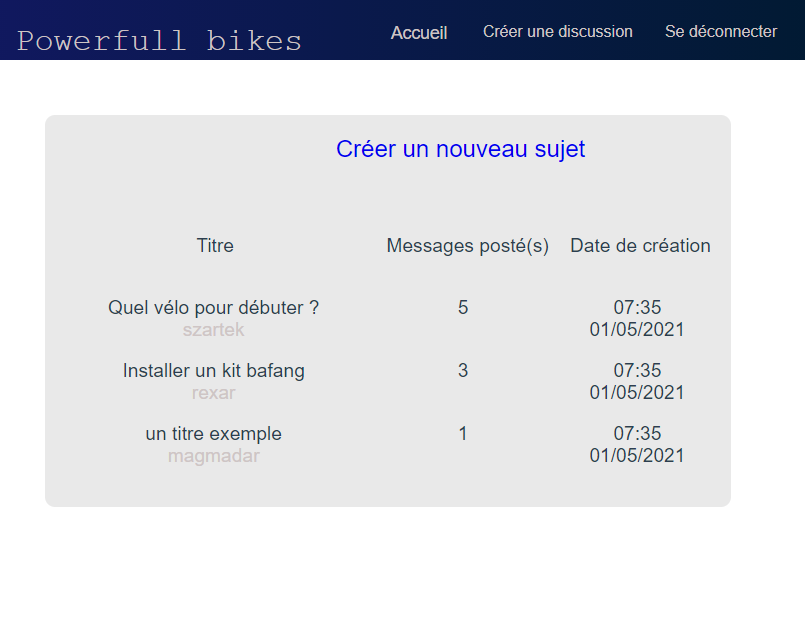 Powerfull bikes
Accueil
Créer une discussion
Se déconnecter
Créer un nouveau sujet
Titre
Messages posté(s)
Date de création
Quel vélo pour débuter ?
szartek
5
07:35
01/05/2021
Installer un kit bafang
rexar
3
07:35
01/05/2021
un titre exemple
magmadar
1
07:35
01/05/2021